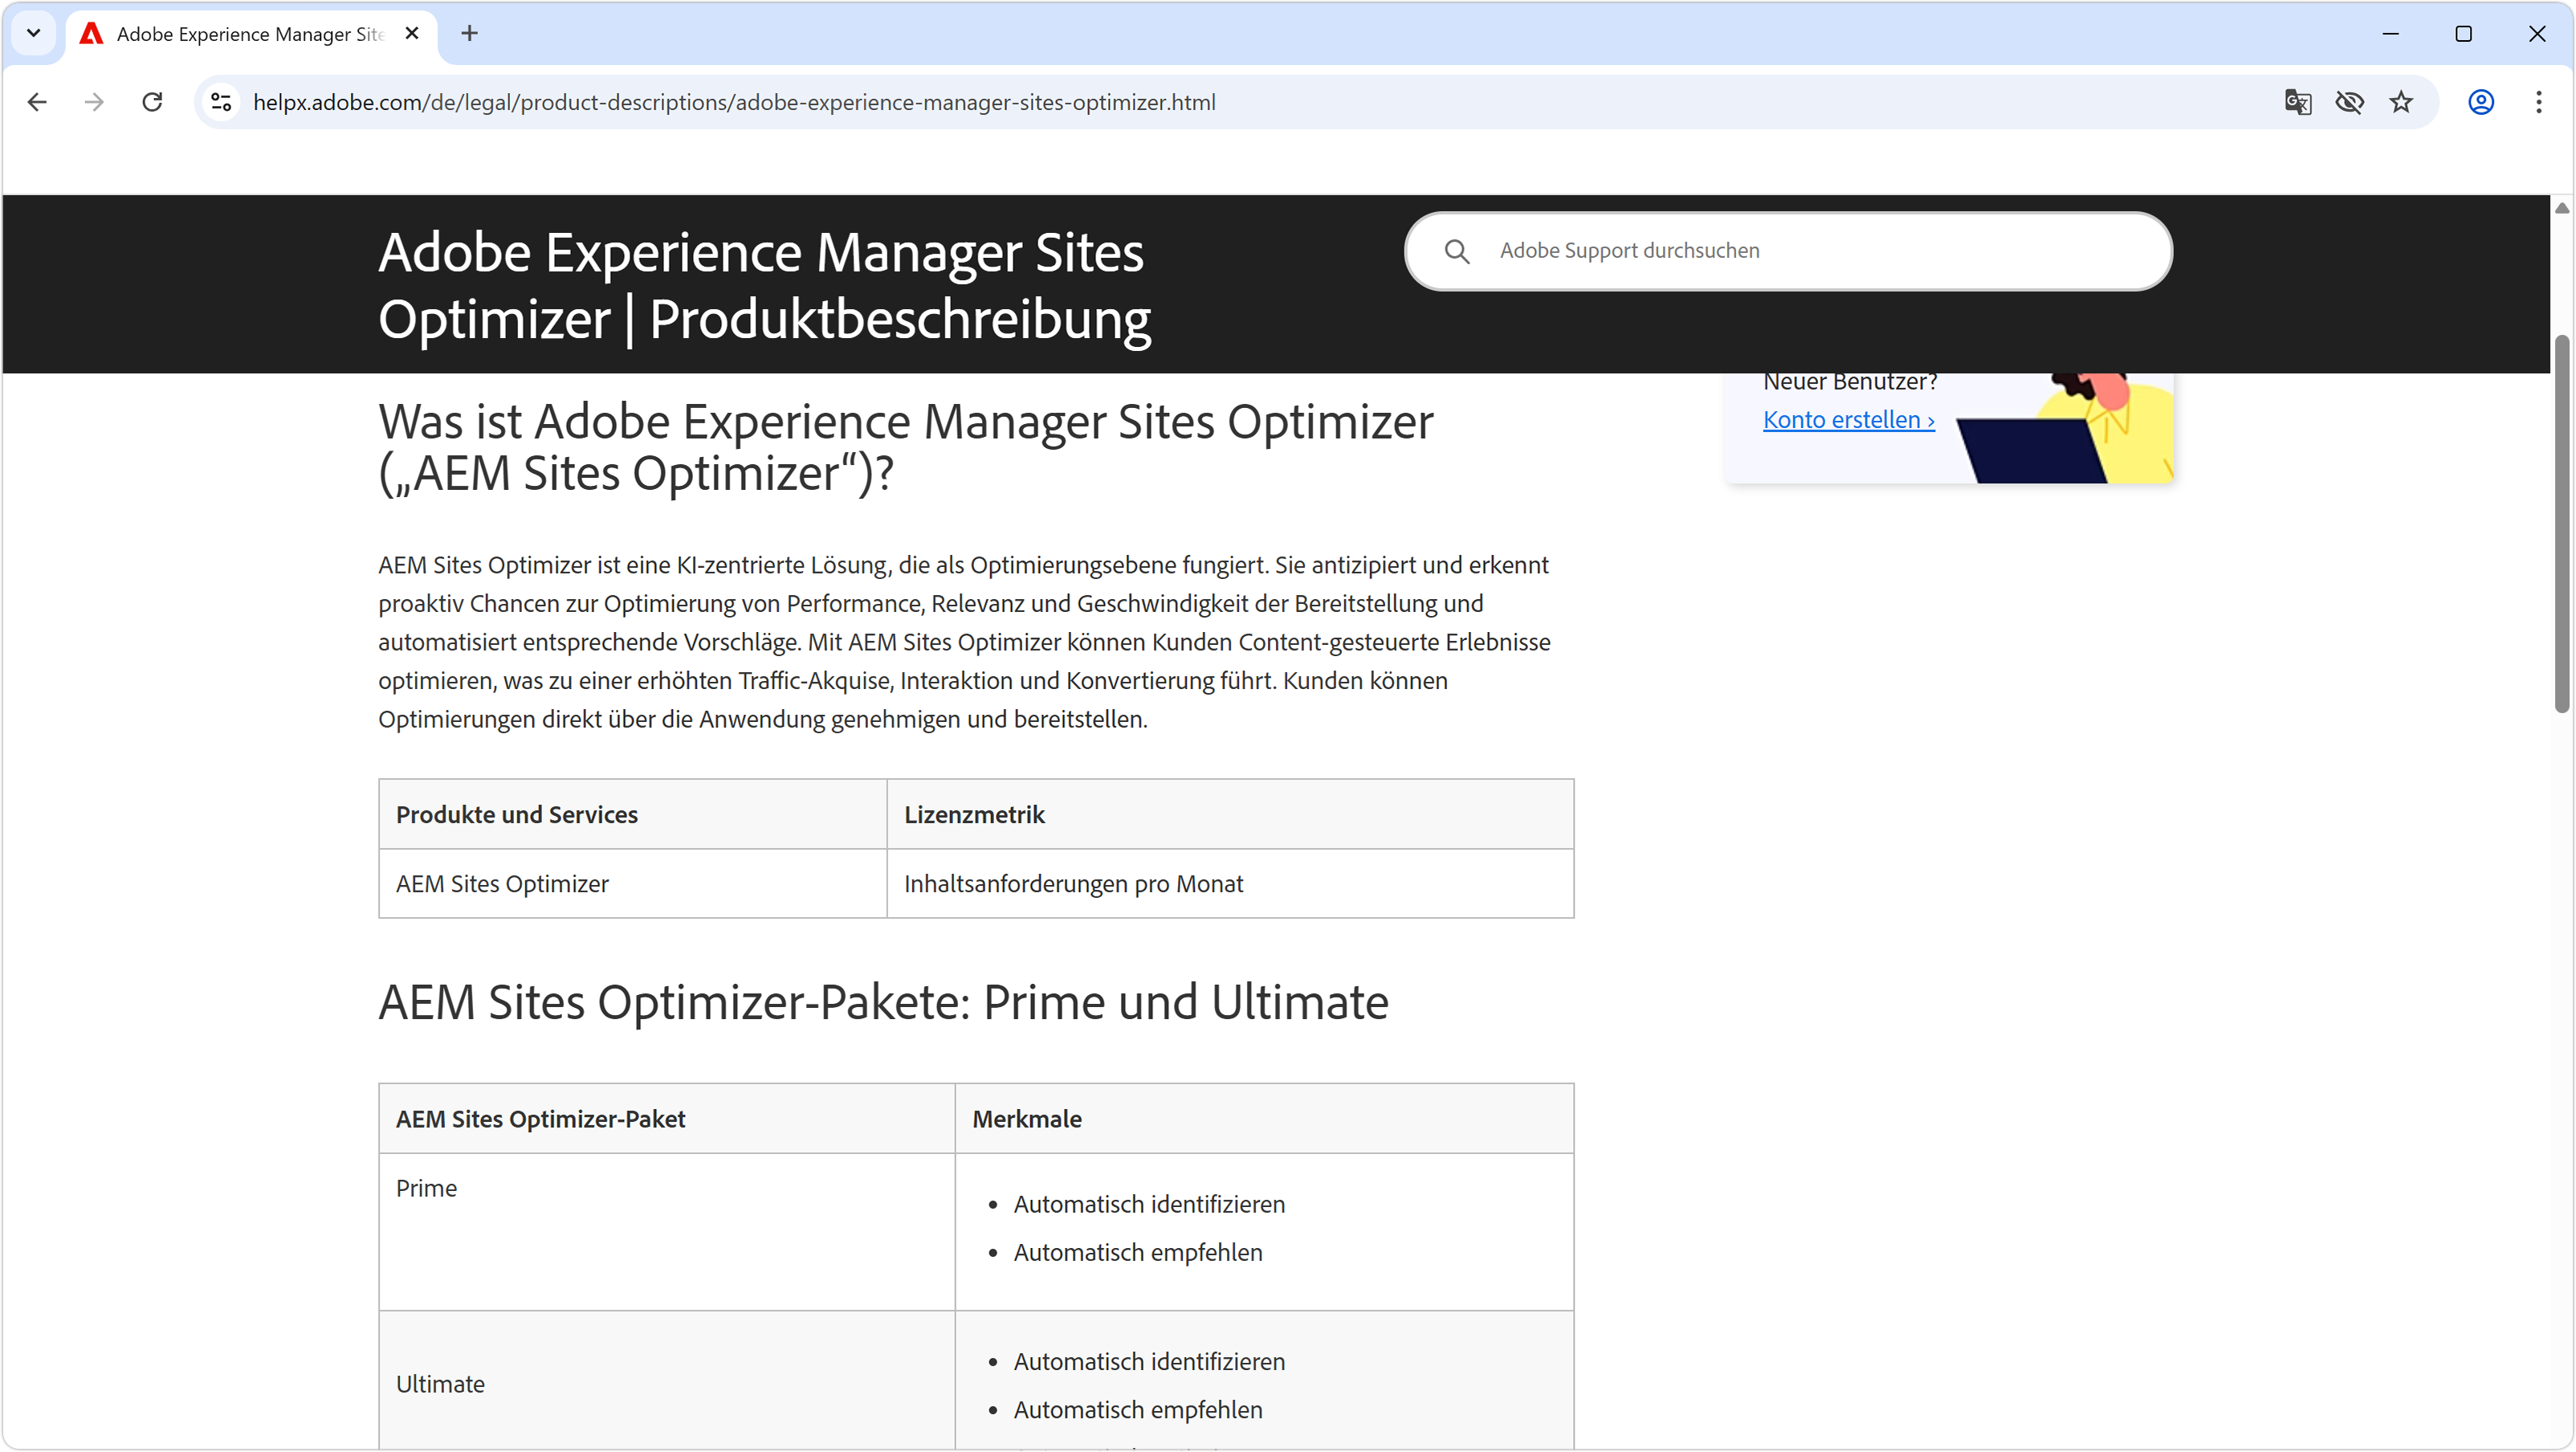 Adobe Experience Manager Site
helpx.adobe.com/de/legal/product-descriptions/adobe-experience-manager-sites-optimizer.html
Adobe Experience Manager Sites
Optimizer | Produktbeschreibung
Adobe Support durchsuchen
Neuer Benutzer?
Konto erstellen ›
Was ist Adobe Experience Manager Sites Optimizer
(„AEM Sites Optimizer“)?
AEM Sites Optimizer ist eine KI-zentrierte Lösung, die als Optimierungsebene fungiert. Sie antizipiert und erkennt
proaktiv Chancen zur Optimierung von Performance, Relevanz und Geschwindigkeit der Bereitstellung und
automatisiert entsprechende Vorschläge. Mit AEM Sites Optimizer können Kunden Content-gesteuerte Erlebnisse
optimieren, was zu einer erhöhten Traffic-Akquise, Interaktion und Konvertierung führt. Kunden können
Optimierungen direkt über die Anwendung genehmigen und bereitstellen.
Produkte und Services
Lizenzmetrik
AEM Sites Optimizer
Inhaltsanforderungen pro Monat
AEM Sites Optimizer-Pakete: Prime und Ultimate
AEM Sites Optimizer-Paket
Merkmale
Prime
• Automatisch identifizieren
• Automatisch empfehlen
Ultimate
• Automatisch identifizieren
• Automatisch empfehlen